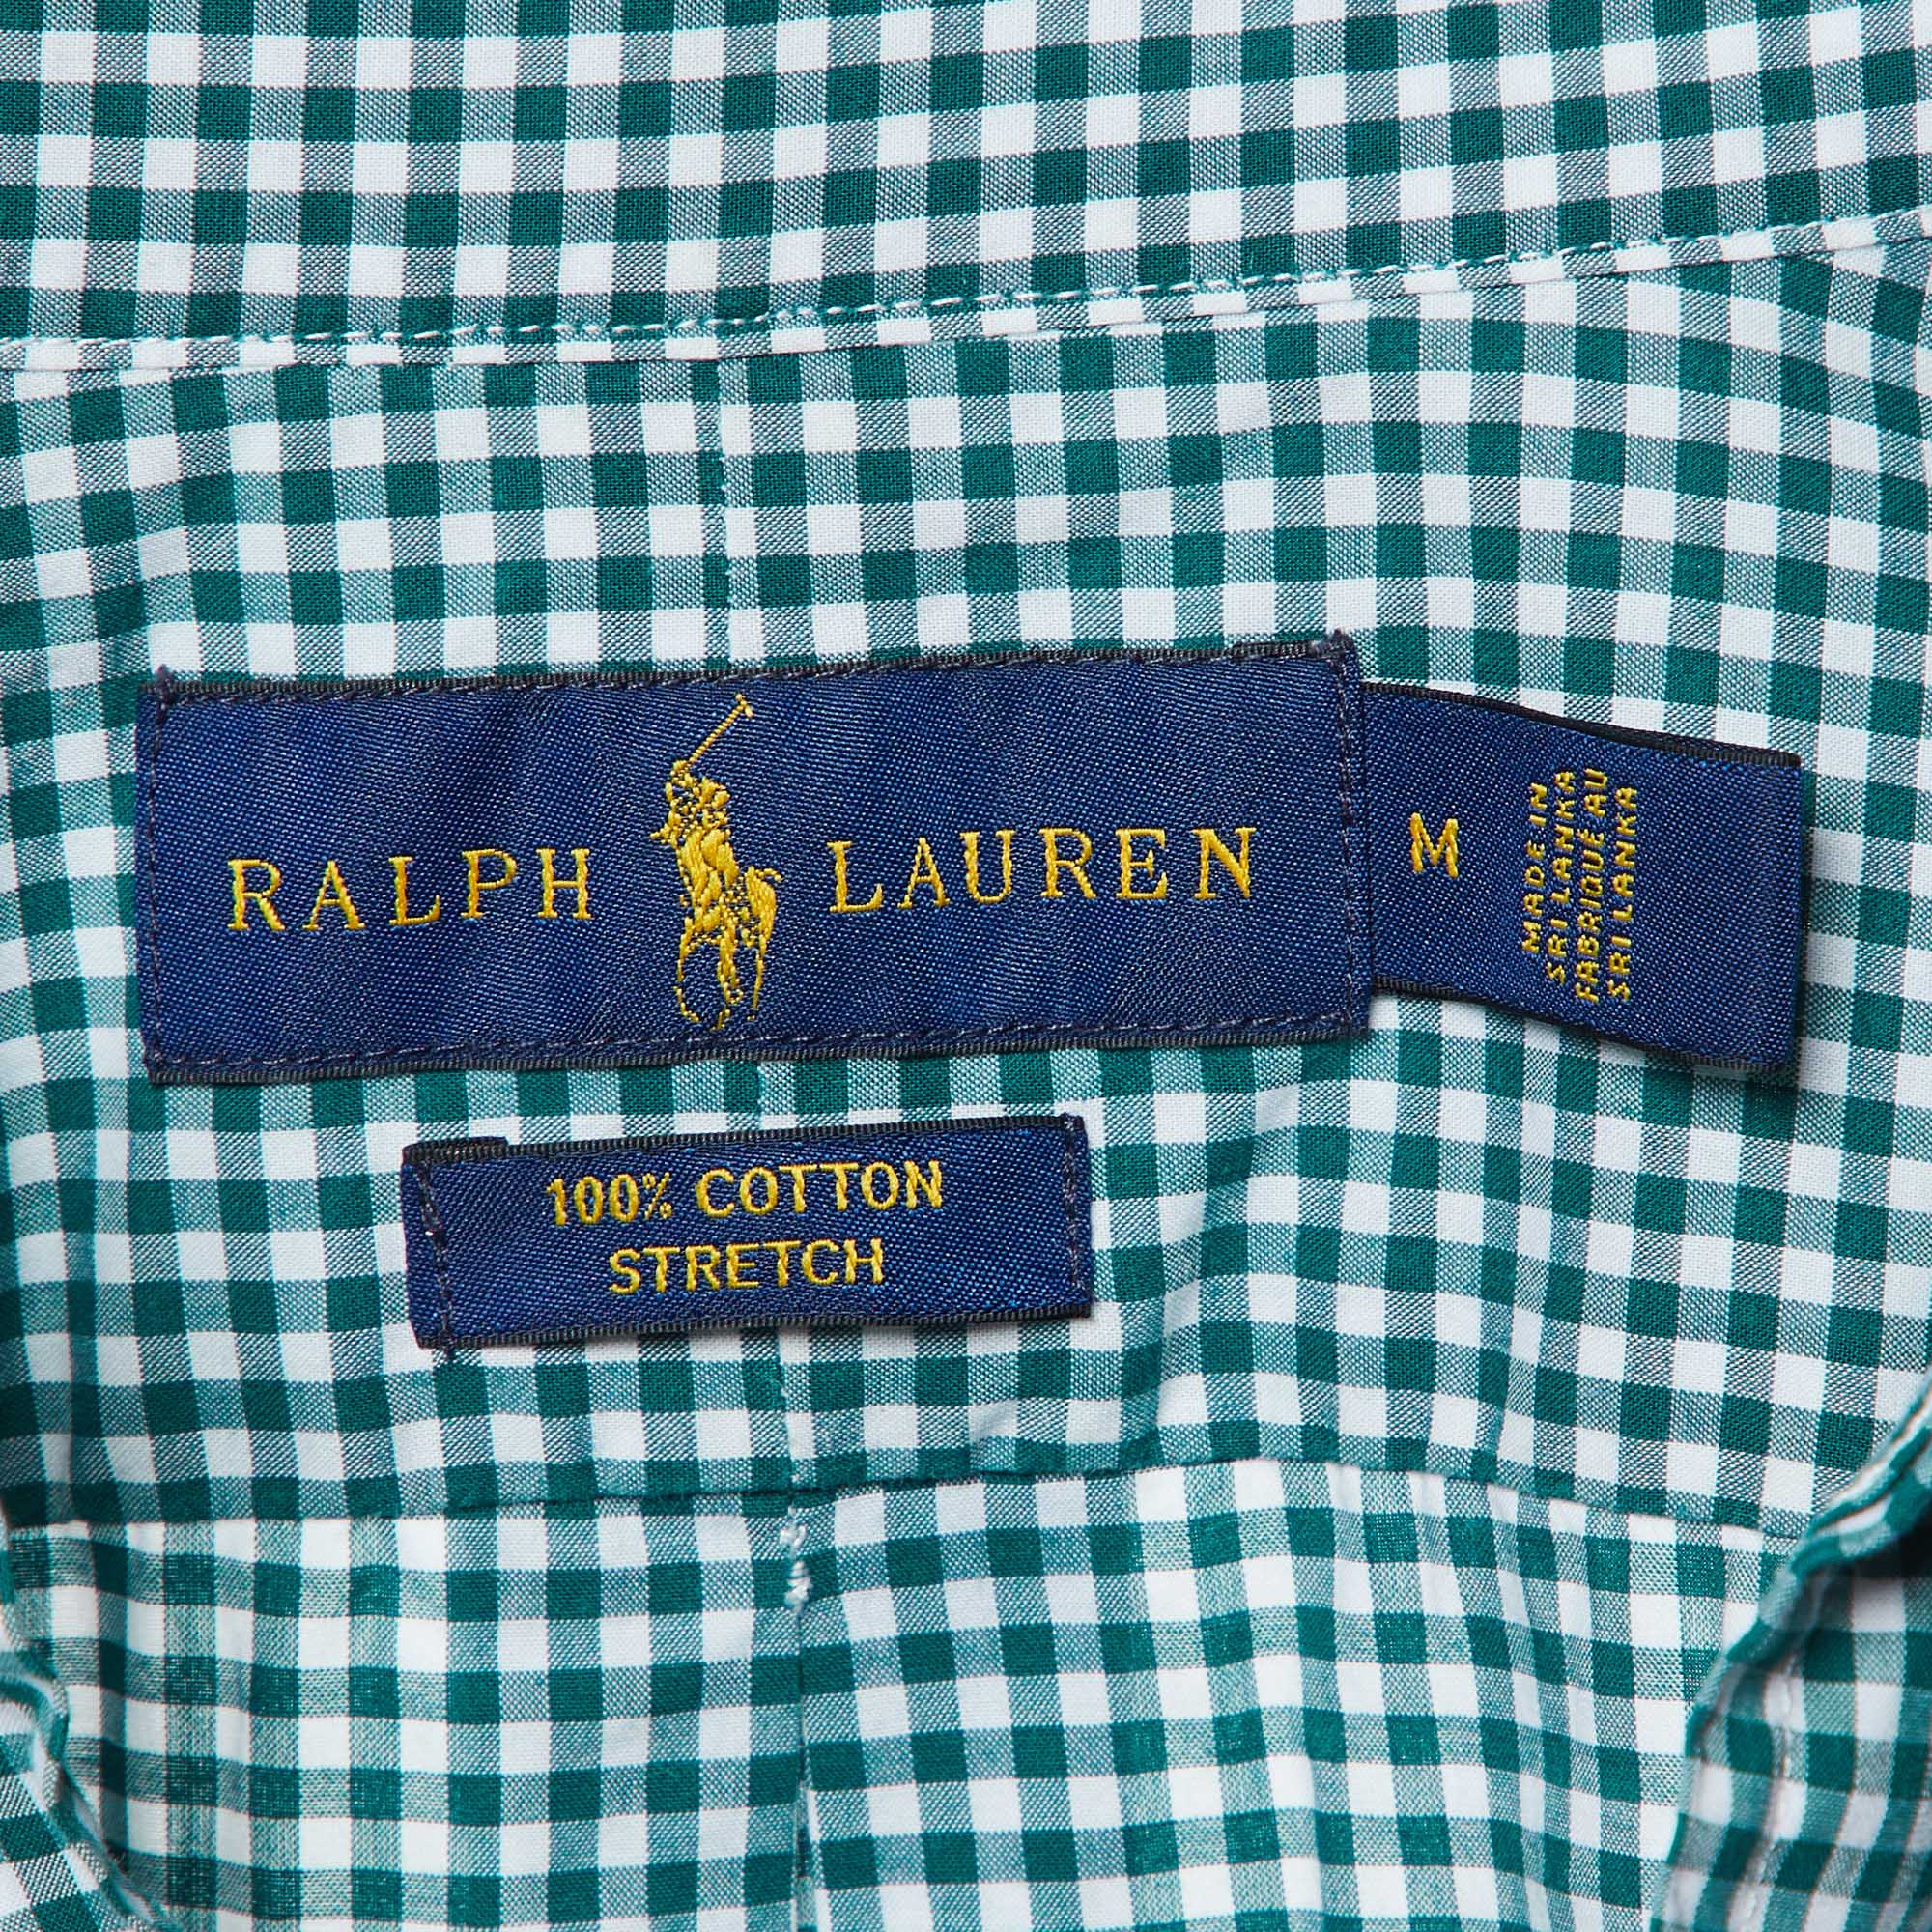 RALPH LAUREN
M
MADE IN
SRI LANKA
FABRIQUÉ AU
SRI LANKA
100% COTTON
STRETCH